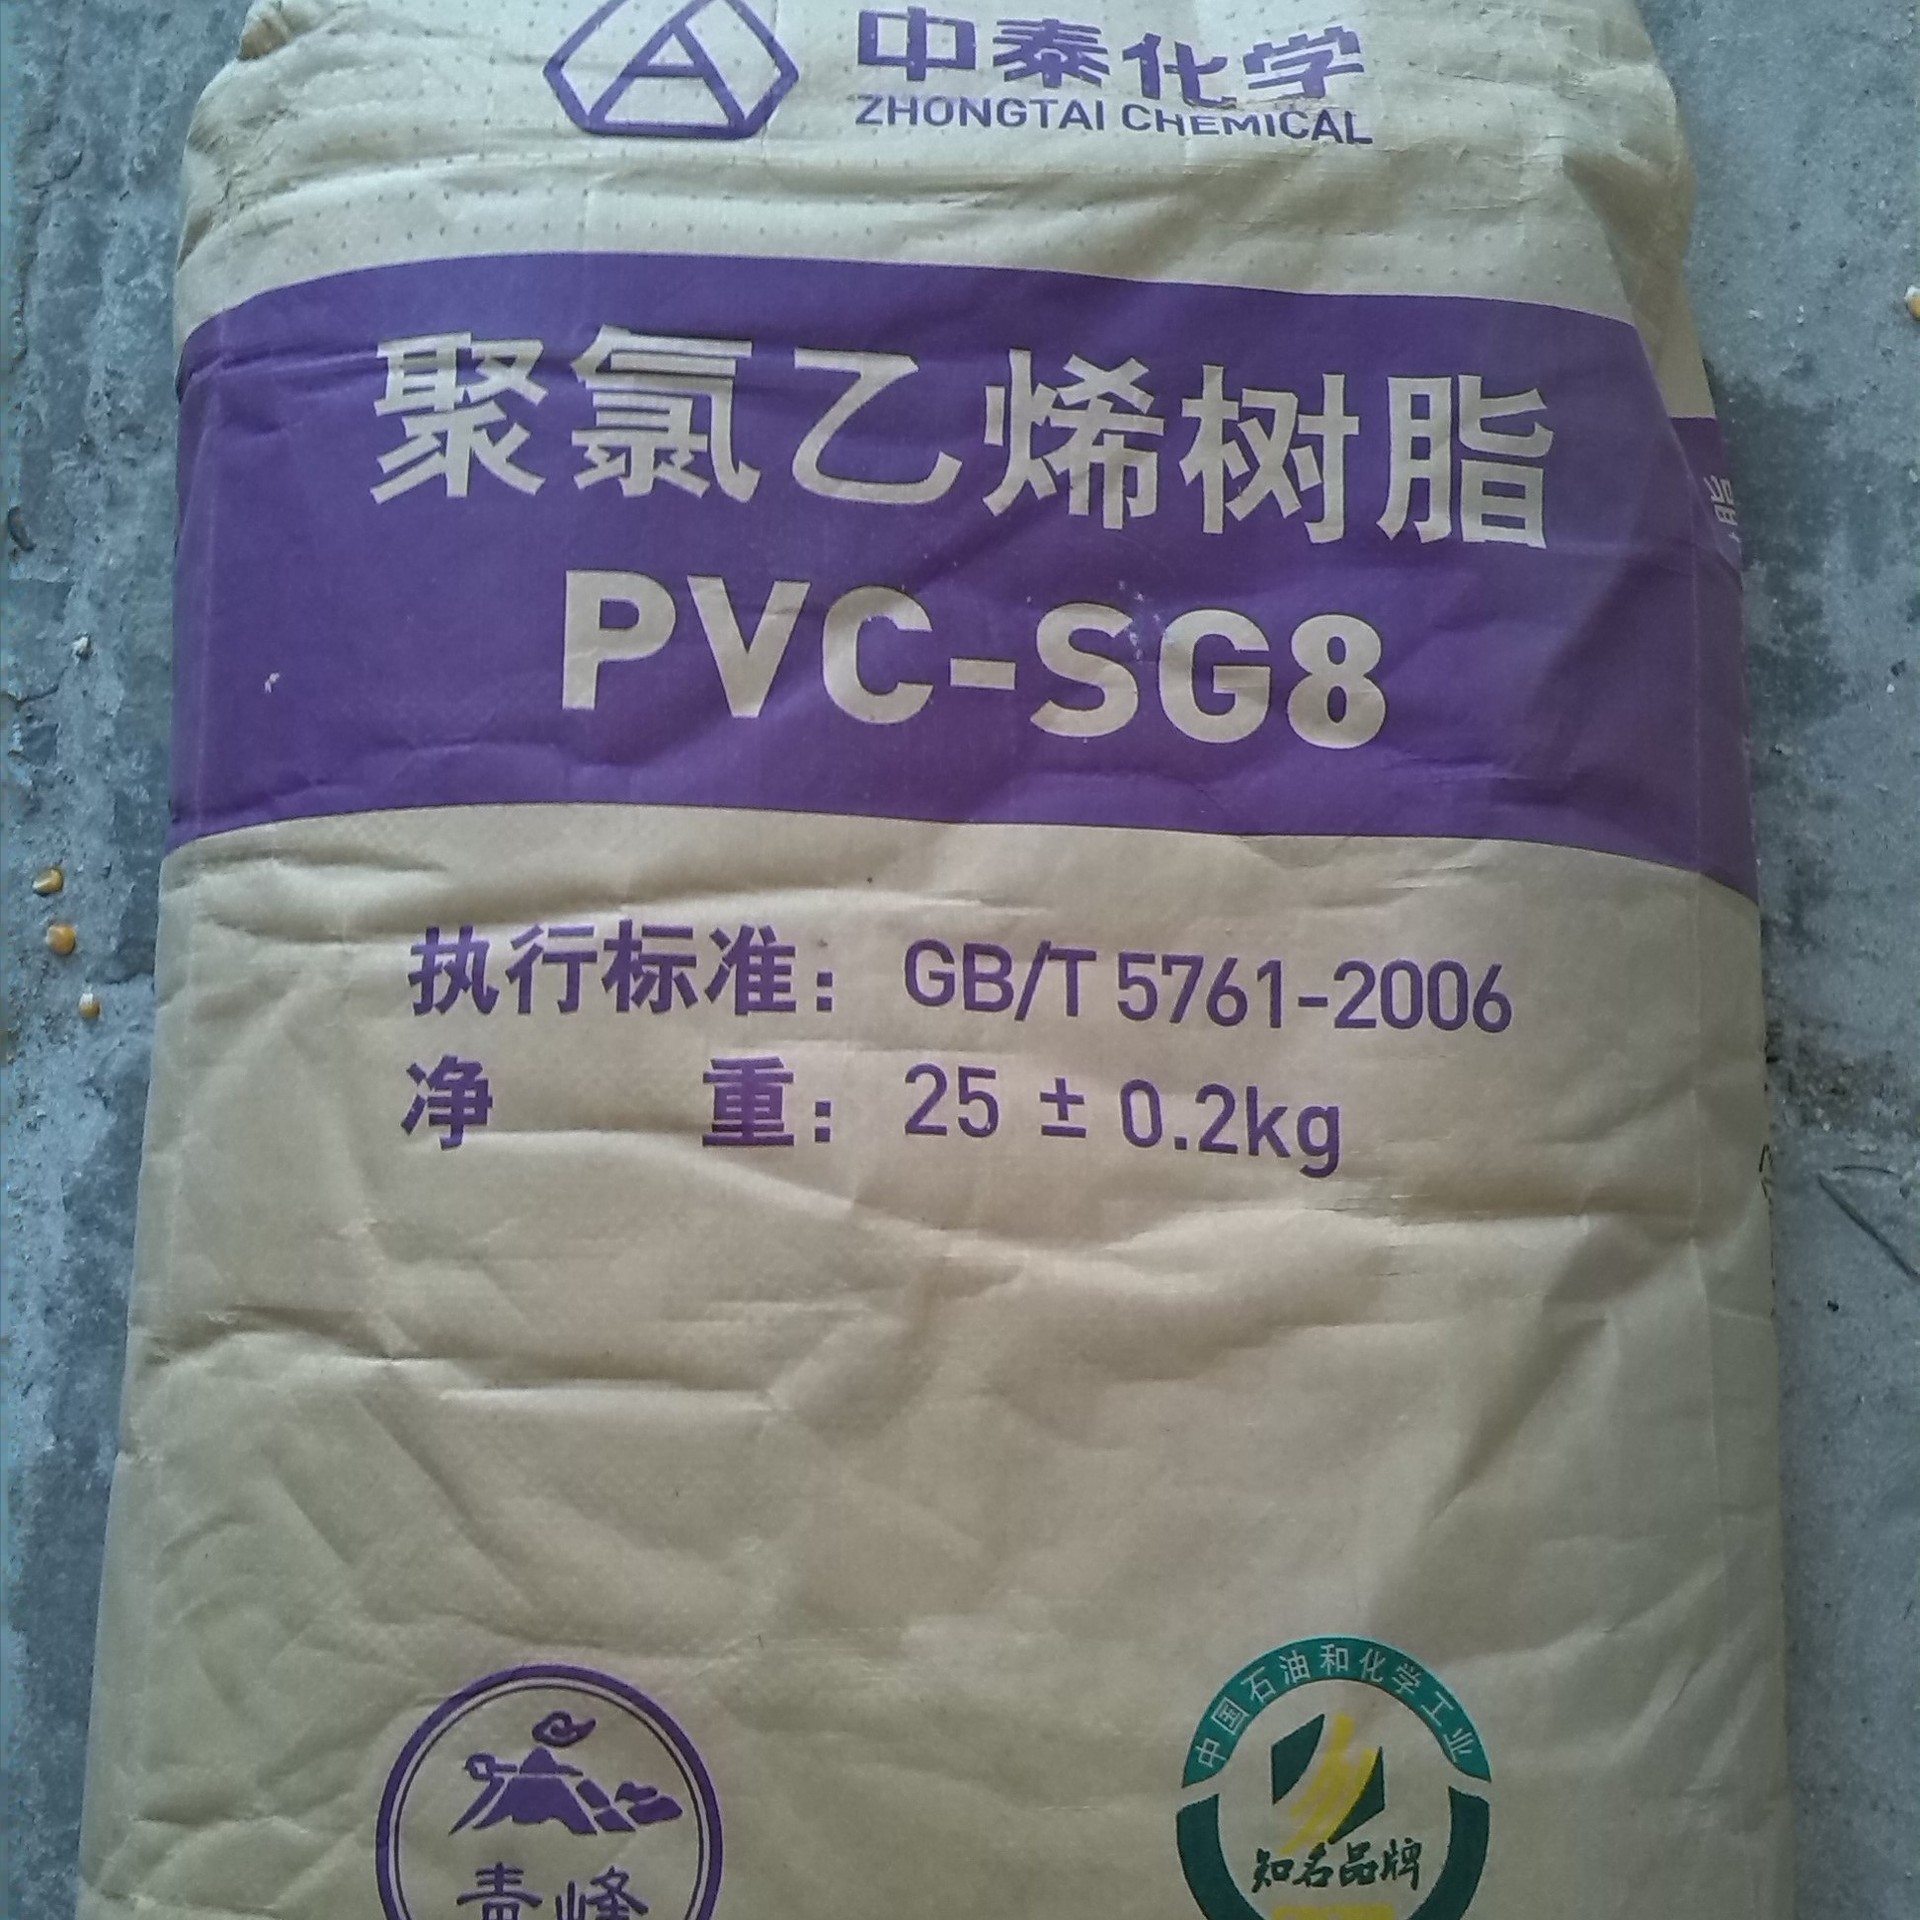 中泰化学
ZHONGTAI CHEMICAL
聚氯乙烯树脂
PVC-SG8
执行标准：GB/T 5761-2006
净 重：25 ± 0.2kg
中国石油和化学工业
知名品牌
青峰